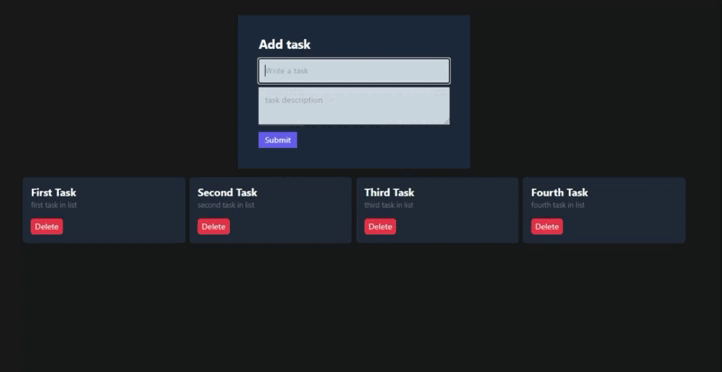 Add task
Write a task
task description
Submit
First Task
first task in list
Delete
Second Task
second task in list
Delete
Third Task
third task in list
Delete
Fourth Task
fourth task in list
Delete